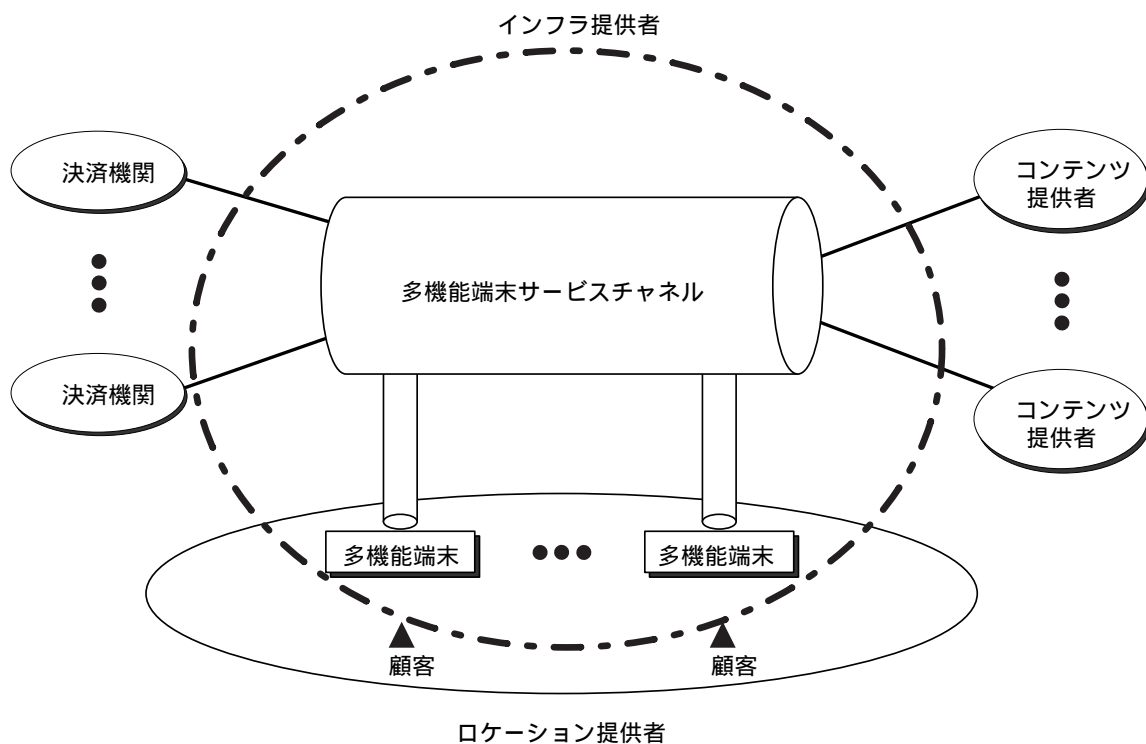 インフラ提供者
決済機関
コンテンツ
提供者
多機能端末サービスチャネル
決済機関
コンテンツ
提供者
多機能端末
多機能端末
顧客
顧客
ロケーション提供者